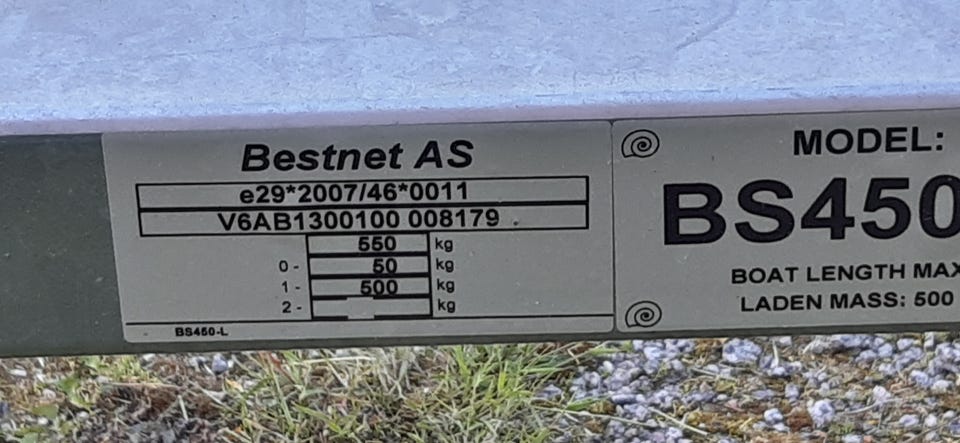 Bestnet AS
e29*2007/46*0011
V6AB1300100 008179
550 kg
0- 50 kg
1- 500 kg
2- kg
BS450-L
MODEL:
BS450
BOAT LENGTH MAX
LADEN MASS: 500